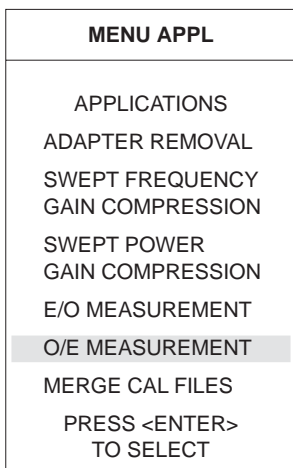 MENU APPL
APPLICATIONS
ADAPTER REMOVAL
SWEPT FREQUENCY
GAIN COMPRESSION
SWEPT POWER
GAIN COMPRESSION
E/O MEASUREMENT
O/E MEASUREMENT
MERGE CAL FILES
PRESS <ENTER>
TO SELECT